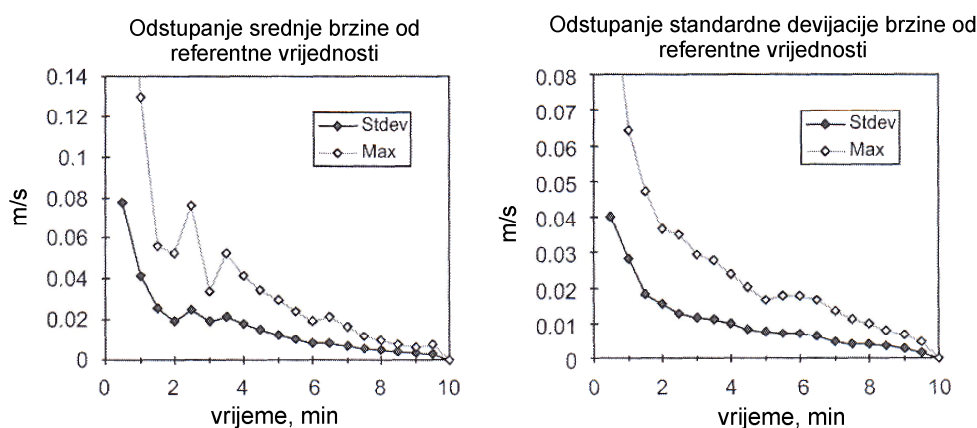 Odstupanje srednje brzine od
referentne vrijednosti
0.14
0.12
0.1
0.08
0.06
0.04
0.02
0
m/s
Stdev
Max
0 2 4 6 8 10
vrijeme, min
Odstupanje standardne devijacije brzine od
referentne vrijednosti
0.08
0.07
0.06
0.05
0.04
0.03
0.02
0.01
0
m/s
Stdev
Max
0 2 4 6 8 10
vrijeme, min